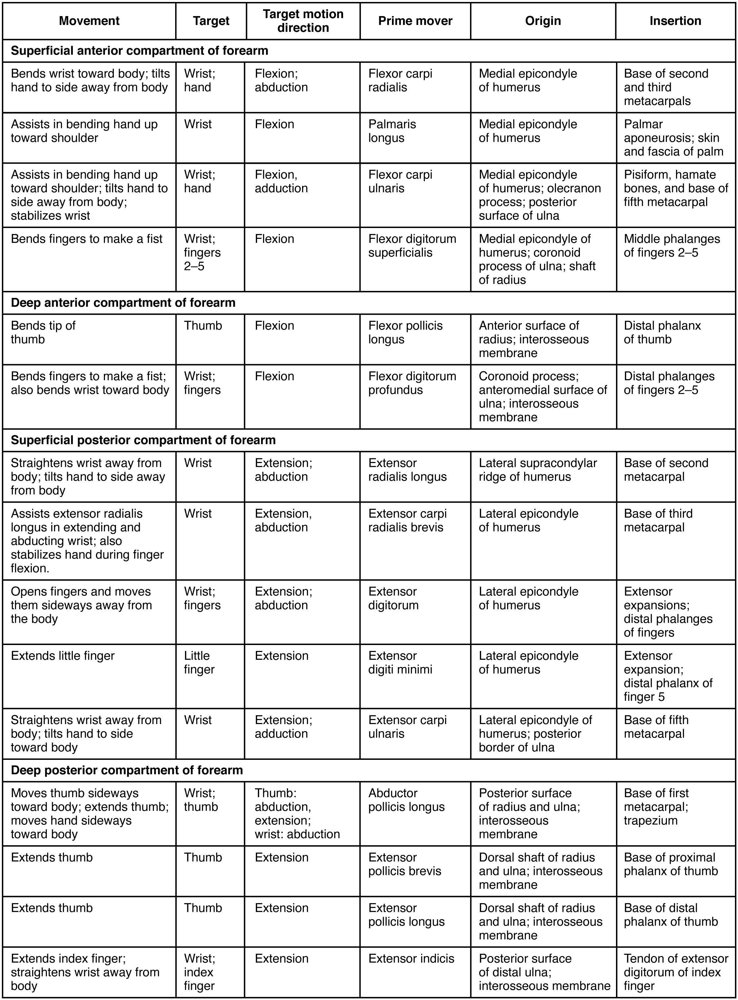 Movement
Target
Target motion
direction
Prime mover
Origin
Insertion
Superficial anterior compartment of forearm
Bends wrist toward body; tilts
hand to side away from body
Wrist;
hand
Flexion;
abduction
Flexor carpi
radialis
Medial epicondyle
of humerus
Base of second
and third
metacarpals
Assists in bending hand up
toward shoulder
Wrist
Flexion
Palmaris
longus
Medial epicondyle
of humerus
Palmar
aponeurosis; skin
and fascia of palm
Assists in bending hand up
toward shoulder; tilts hand to
side away from body;
stabilizes wrist
Wrist;
hand
Flexion,
adduction
Flexor carpi
ulnaris
Medial epicondyle
of humerus; olecranon
process; posterior
surface of ulna
Pisiform, hamate
bones, and base of
fifth metacarpal
Bends fingers to make a fist
Wrist;
fingers
2–5
Flexion
Flexor digitorum
superficialis
Medial epicondyle of
humerus; coronoid
process of ulna; shaft
of radius
Middle phalanges
of fingers 2–5
Deep anterior compartment of forearm
Bends tip of
thumb
Thumb
Flexion
Flexor pollicis
longus
Anterior surface of
radius; interosseous
membrane
Distal phalanx
of thumb
Bends fingers to make a fist;
also bends wrist toward body
Wrist;
fingers
Flexion
Flexor digitorum
profundus
Coronoid process;
anteromedial surface of
ulna; interosseous
membrane
Distal phalanges
of fingers 2–5
Superficial posterior compartment of forearm
Straightens wrist away from
body; tilts hand to side away
from body
Wrist
Extension;
abduction
Extensor
radialis longus
Lateral supracondylar
ridge of humerus
Base of second
metacarpal
Assists extensor radialis
longus in extending and
abducting wrist; also
stabilizes hand during finger
flexion.
Wrist
Extension,
abduction
Extensor carpi
radialis brevis
Lateral epicondyle
of humerus
Base of third
metacarpal
Opens fingers and moves
them sideways away from
the body
Wrist;
fingers
Extension;
abduction
Extensor
digitorum
Lateral epicondyle
of humerus
Extensor
expansions;
distal phalanges
of fingers
Extends little finger
Little
finger
Extension
Extensor
digiti minimi
Lateral epicondyle
of humerus
Extensor
expansion;
distal phalanx of
finger 5
Straightens wrist away from
body; tilts hand to side
toward body
Wrist
Extension;
adduction
Extensor carpi
ulnaris
Lateral epicondyle of
humerus; posterior
border of ulna
Base of fifth
metacarpal
Deep posterior compartment of forearm
Moves thumb sideways
toward body; extends thumb;
moves hand sideways
toward body
Wrist;
thumb
Thumb:
abduction,
extension;
wrist: abduction
Abductor
pollicis longus
Posterior surface
of radius and ulna;
interosseous
membrane
Base of first
metacarpal;
trapezium
Extends thumb
Thumb
Extension
Extensor
pollicis brevis
Dorsal shaft of radius
and ulna; interosseous
membrane
Base of proximal
phalanx of thumb
Extends thumb
Thumb
Extension
Extensor
pollicis longus
Dorsal shaft of radius
and ulna; interosseous
membrane
Base of distal
phalanx of thumb
Extends index finger;
straightens wrist away from
body
Wrist;
index
finger
Extension
Extensor indicis
Posterior surface
of distal ulna;
interosseous membrane
Tendon of extensor
digitorum of index
finger